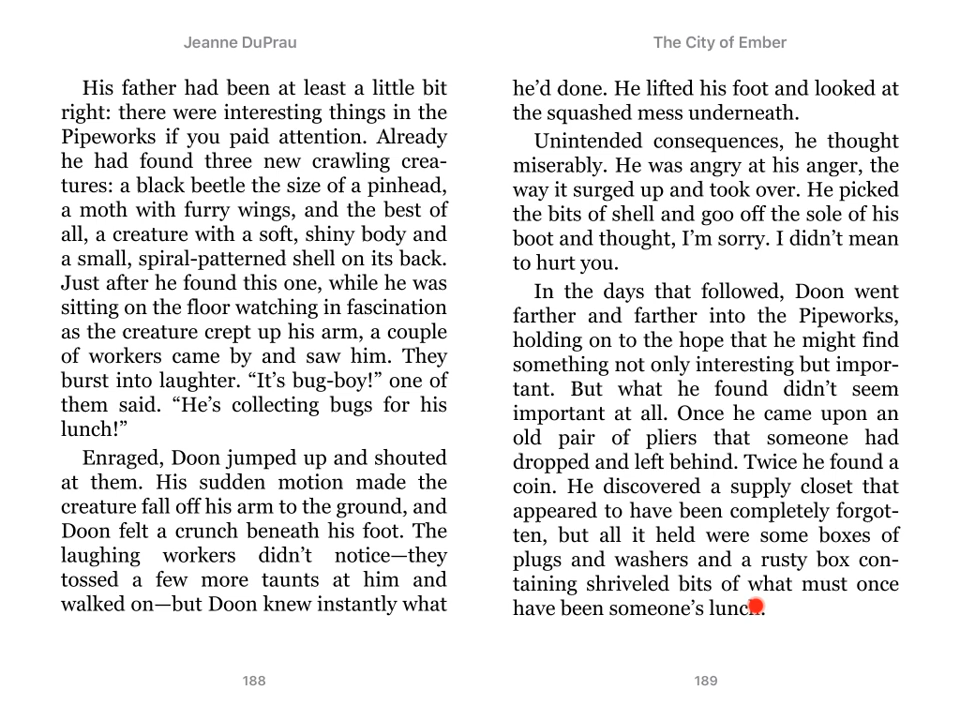 Jeanne DuPrau
His father had been at least a little bit
right: there were interesting things in the
Pipeworks if you paid attention. Already
he had found three new crawling crea-
tures: a black beetle the size of a pinhead,
a moth with furry wings, and the best of
all, a creature with a soft, shiny body and
a small, spiral-patterned shell on its back.
Just after he found this one, while he was
sitting on the floor watching in fascination
as the creature crept up his arm, a couple
of workers came by and saw him. They
burst into laughter. “It’s bug-boy!” one of
them said. “He’s collecting bugs for his
lunch!”
Enraged, Doon jumped up and shouted
at them. His sudden motion made the
creature fall off his arm to the ground, and
Doon felt a crunch beneath his foot. The
laughing workers didn’t notice—they
tossed a few more taunts at him and
walked on—but Doon knew instantly what
188
The City of Ember
he’d done. He lifted his foot and looked at
the squashed mess underneath.
Unintended consequences, he thought
miserably. He was angry at his anger, the
way it surged up and took over. He picked
the bits of shell and goo off the sole of his
boot and thought, I’m sorry. I didn’t mean
to hurt you.
In the days that followed, Doon went
farther and farther into the Pipeworks,
holding on to the hope that he might find
something not only interesting but impor-
tant. But what he found didn’t seem
important at all. Once he came upon an
old pair of pliers that someone had
dropped and left behind. Twice he found a
coin. He discovered a supply closet that
appeared to have been completely forgot-
ten, but all it held were some boxes of
plugs and washers and a rusty box con-
taining shriveled bits of what must once
have been someone’s lunch.
189